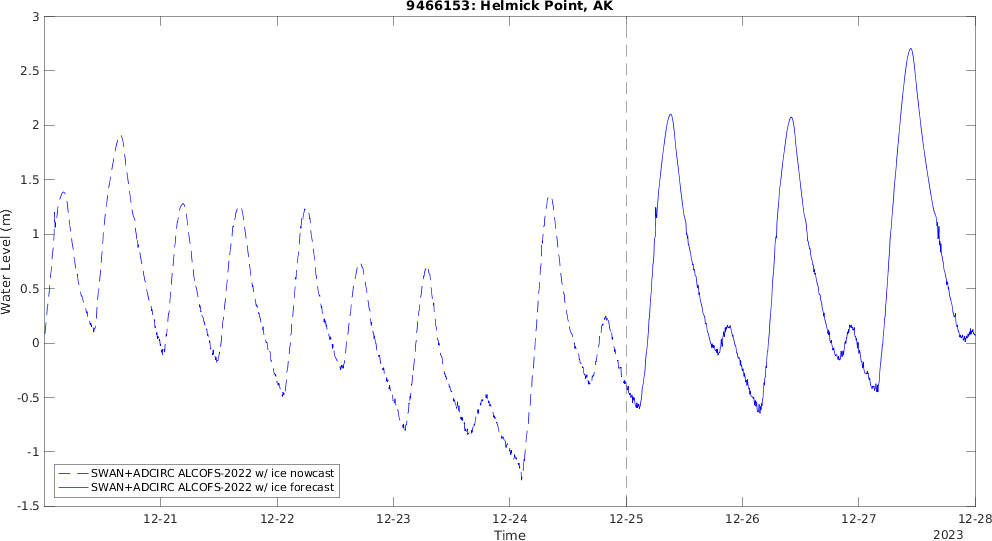 9466153: Helmick Point, AK
3
2.5
2
1.5
1
0.5
0
-0.5
-1
-1.5
Water Level (m)
SWAN+ADCIRC ALCOFS-2022 w/ ice nowcast
SWAN+ADCIRC ALCOFS-2022 w/ ice forecast
12-21 12-22 12-23 12-24 12-25 12-26 12-27 12-28
Time
2023